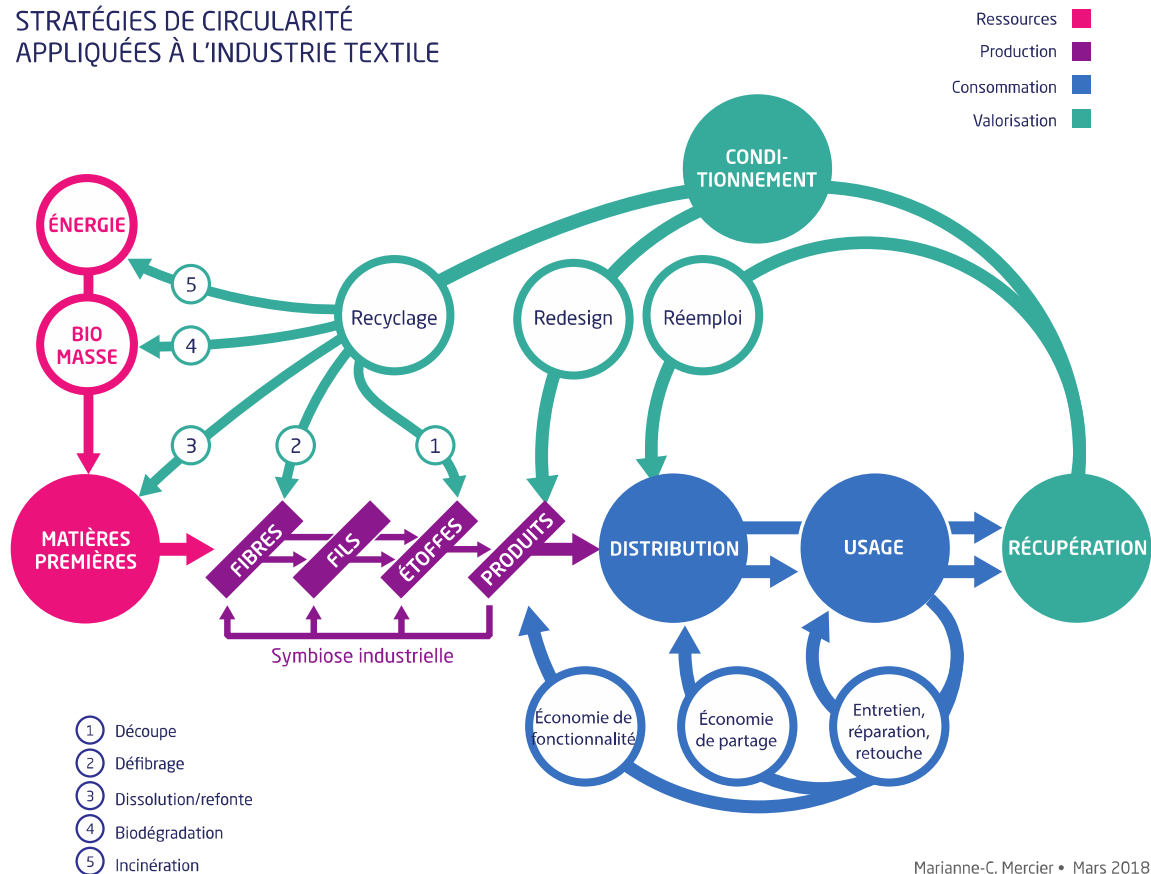 STRATÉGIES DE CIRCULARITÉ
APPLIQUÉES À L'INDUSTRIE TEXTILE
Ressources
Production
Consommation
Valorisation
CONDI-
TIONNEMENT
ÉNERGIE
5
Recyclage
Redesign
Réemploi
BIO
MASSE
4
3
2
1
MATIÈRES
PREMIÈRES
FIBRES
FILS
ÉTOFFES
PRODUITS
DISTRIBUTION
USAGE
RÉCUPÉRATION
Symbiose industrielle
Économie de
fonctionnalité
Économie
de partage
Entretien,
réparation,
retouche
1 Découpe
2 Défibrage
3 Dissolution/refonte
4 Biodégradation
5 Incinération
Marianne-C. Mercier • Mars 2018